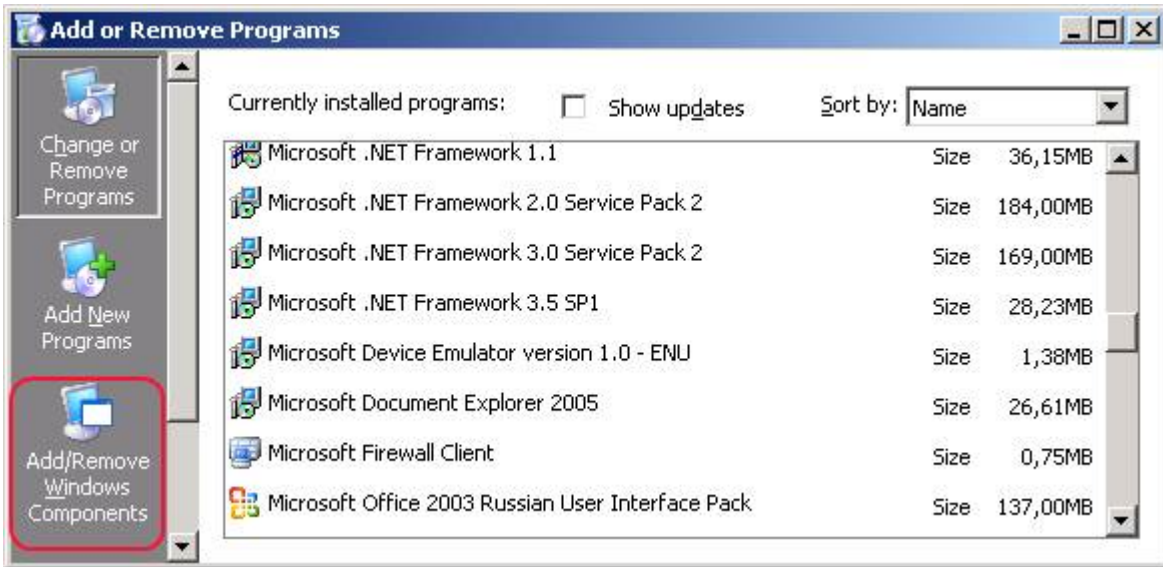 Add or Remove Programs
Change or
Remove
Programs
Add New
Programs
Add/Remove
Windows
Components
Currently installed programs: Show updates Sort by: Name
Microsoft .NET Framework 1.1 Size 36,15MB
Microsoft .NET Framework 2.0 Service Pack 2 Size 184,00MB
Microsoft .NET Framework 3.0 Service Pack 2 Size 169,00MB
Microsoft .NET Framework 3.5 SP1 Size 28,23MB
Microsoft Device Emulator version 1.0 - ENU Size 1,38MB
Microsoft Document Explorer 2005 Size 26,61MB
Microsoft Firewall Client Size 0,75MB
Microsoft Office 2003 Russian User Interface Pack Size 137,00MB